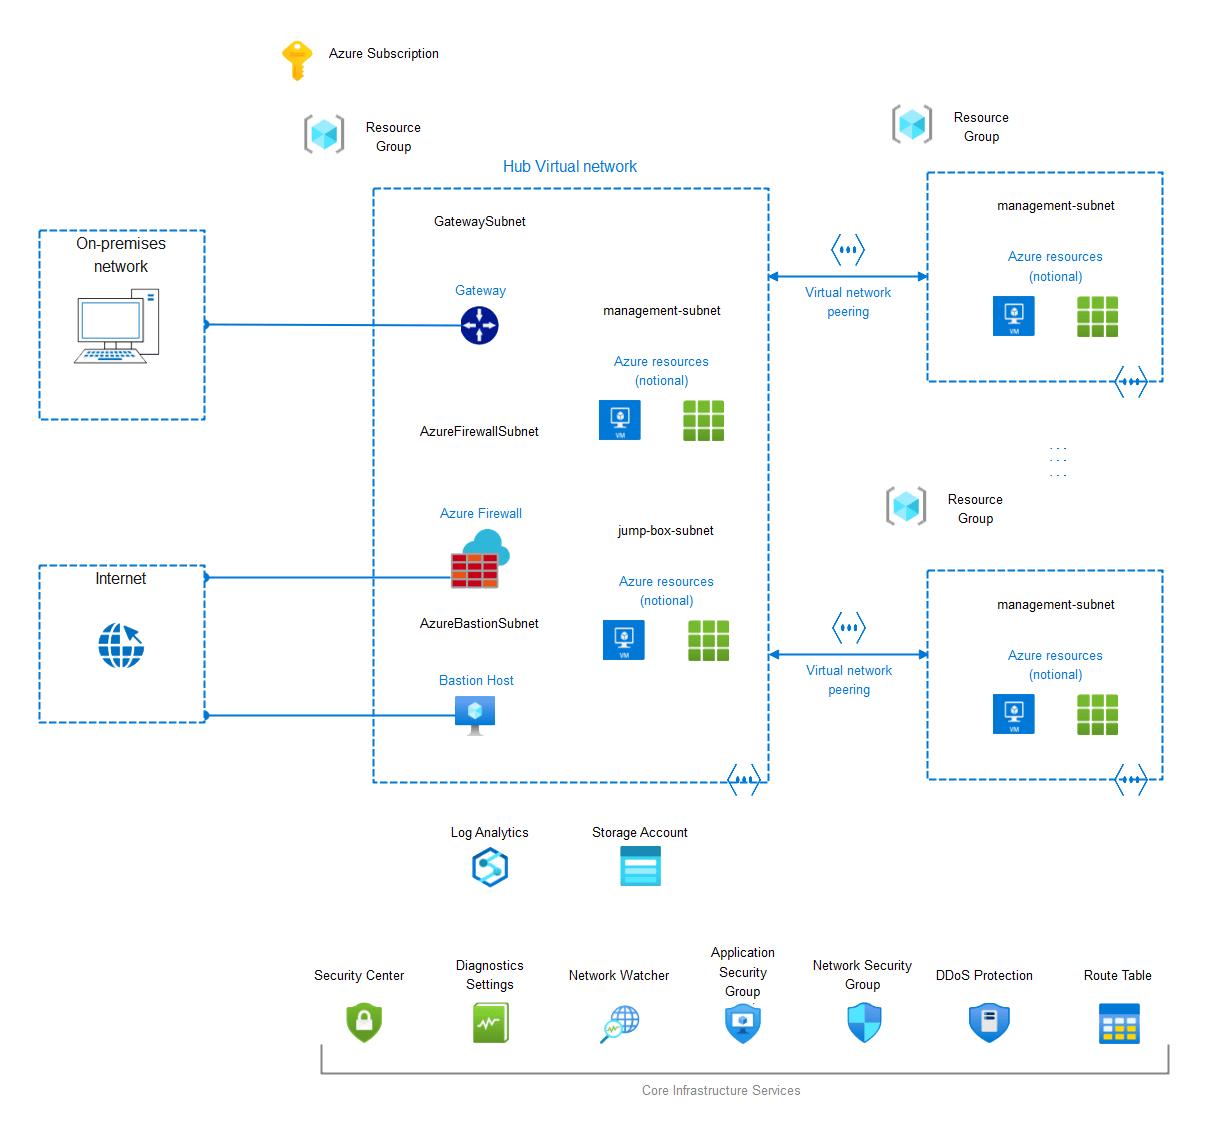 Azure Subscription
Resource
Group
Resource
Group
Hub Virtual network
management-subnet
GatewaySubnet
On-premises
network
Azure resources
(notional)
Gateway
Virtual network
peering
VM
management-subnet
Azure resources
(notional)
VM
AzureFirewallSubnet
Resource
Group
Azure Firewall
jump-box-subnet
Internet
Azure resources
(notional)
management-subnet
AzureBastionSubnet
VM
Azure resources
(notional)
Virtual network
peering
Bastion Host
VM
Log Analytics
Storage Account
Security Center
Diagnostics
Settings
Network Watcher
Application
Security
Group
Network Security
Group
DDoS Protection
Route Table
Core Infrastructure Services